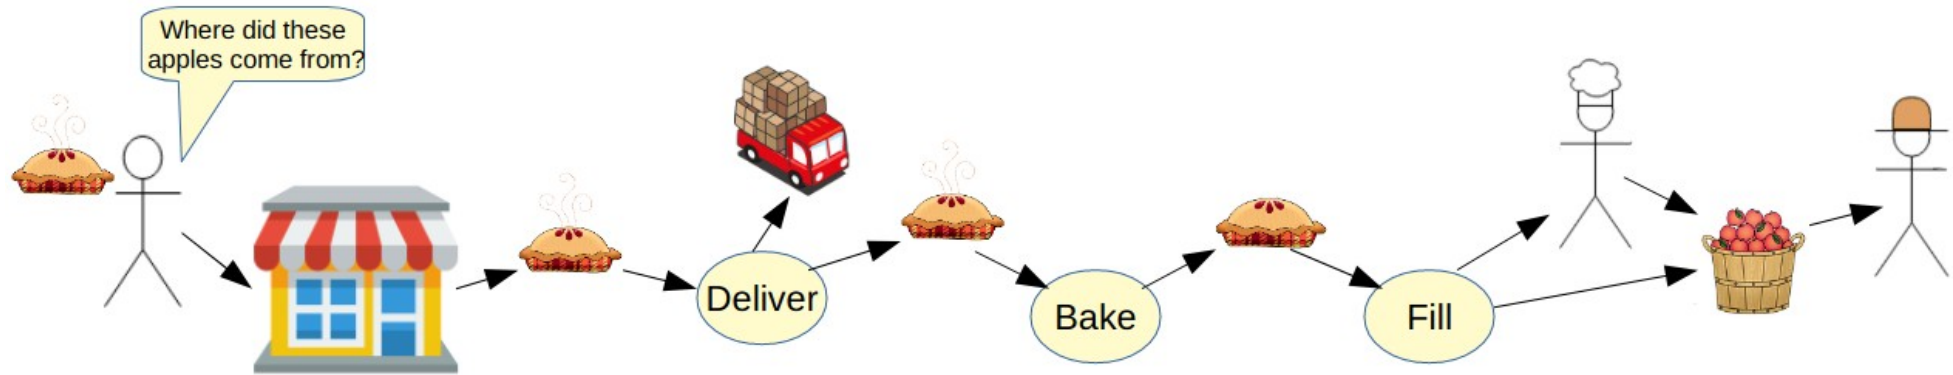 Where did these
apples come from?
Deliver
Bake
Fill